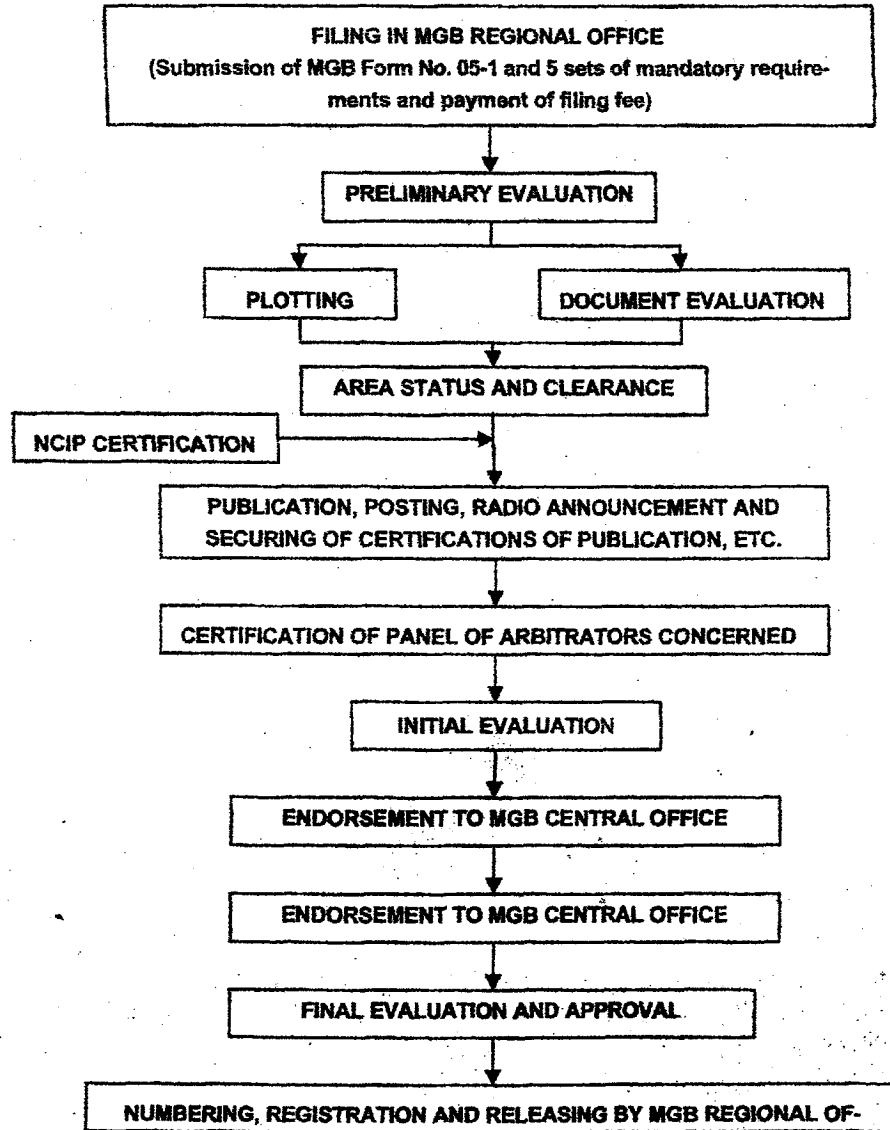 FILING IN MGB REGIONAL OFFICE
(Submission of MGB Form No. 05-1 and 5 sets of mandatory require-
ments and payment of filing fee)
PRELIMINARY EVALUATION
PLOTTING
DOCUMENT EVALUATION
AREA STATUS AND CLEARANCE
NCIP CERTIFICATION
PUBLICATION, POSTING, RADIO ANNOUNCEMENT AND
SECURING OF CERTIFICATIONS OF PUBLICATION, ETC.
CERTIFICATION OF PANEL OF ARBITRATORS CONCERNED
INITIAL EVALUATION
ENDORSEMENT TO MGB CENTRAL OFFICE
ENDORSEMENT TO MGB CENTRAL OFFICE
FINAL EVALUATION AND APPROVAL
NUMBERING, REGISTRATION AND RELEASING BY MGB REGIONAL OF-